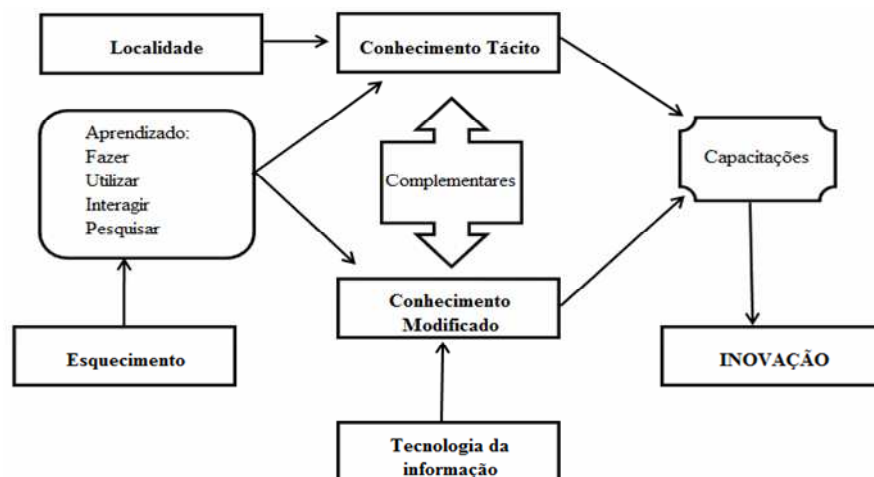 Localidade
Conhecimento Tácito
Aprendizado:
Fazer
Utilizar
Interagir
Pesquisar
Complementares
Capacitações
Conhecimento
Modificado
Esquecimento
INOVAÇÃO
Tecnologia da
informação